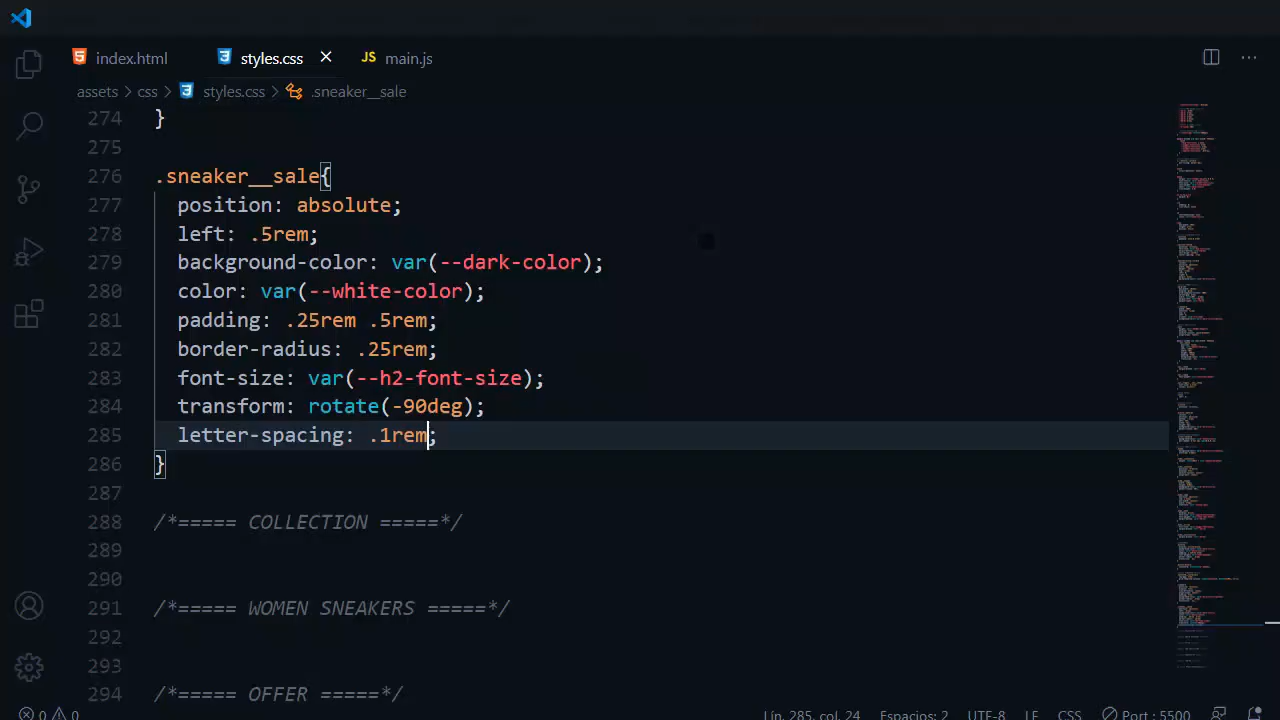 index.html styles.css JS main.js
assets > css > styles.css > .sneaker__sale
274 }
275
276 .sneaker__sale{
277 position: absolute;
278 left: .5rem;
279 background-color: var(--dark-color);
280 color: var(--white-color);
281 padding: .25rem .5rem;
282 border-radius: .25rem;
283 font-size: var(--h2-font-size);
284 transform: rotate(-90deg);
285 letter-spacing: .1rem;
286 }
287
288 /*===== COLLECTION =====*/
289
290
291 /*===== WOMEN SNEAKERS =====*/
292
293
294 /*===== OFFER =====*/
0 0 Lín. 285, col. 24 Espacios: 2 UTF-8 LF CSS Port : 5500